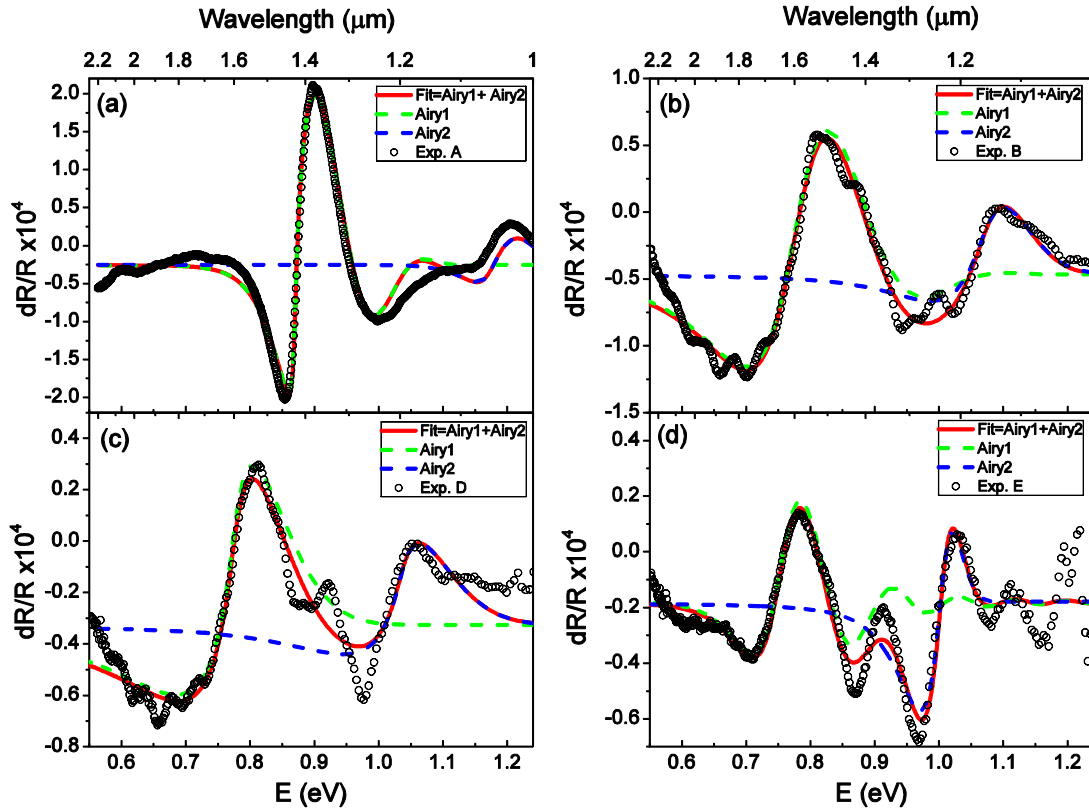 Wavelength (μm) Wavelength (μm)
2.2 2 1.8 1.6 1.4 1.2 1 2.2 2 1.8 1.6 1.4 1.2
(a)
Fit=Airy1+ Airy2
Airy1
Airy2
Exp. A
2.0
1.5
1.0
0.5
0.0
-0.5
-1.0
-1.5
-2.0
dR/R x10⁴
(b)
Fit=Airy1+Airy2
Airy1
Airy2
Exp. B
1.0
0.5
0.0
-0.5
-1.0
-1.5
dR/R x10⁴
(c)
Fit=Airy1+Airy2
Airy1
Airy2
Exp. D
0.4
0.2
0.0
-0.2
-0.4
-0.6
-0.8
dR/R x10⁴
0.6 0.7 0.8 0.9 1.0 1.1 1.2
E (eV)
(d)
Fit=Airy1+Airy2
Airy1
Airy2
Exp. E
0.4
0.2
0.0
-0.2
-0.4
-0.6
dR/R x10⁴
0.6 0.7 0.8 0.9 1.0 1.1 1.2
E (eV)